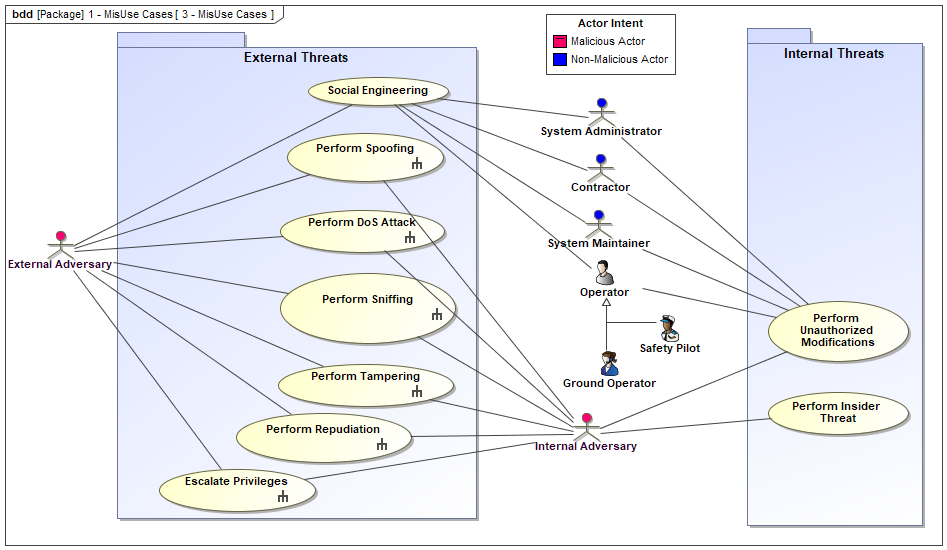 bdd [Package] 1 - MisUse Cases [ 3 - MisUse Cases ]
Actor Intent
Malicious Actor
Non-Malicious Actor
External Threats
Internal Threats
Social Engineering
System Administrator
Perform Spoofing
Contractor
Perform DoS Attack
System Maintainer
External Adversary
Operator
Perform Sniffing
Perform
Unauthorized
Modifications
Safety Pilot
Perform Tampering
Ground Operator
Perform Insider
Threat
Perform Repudiation
Internal Adversary
Escalate Privileges